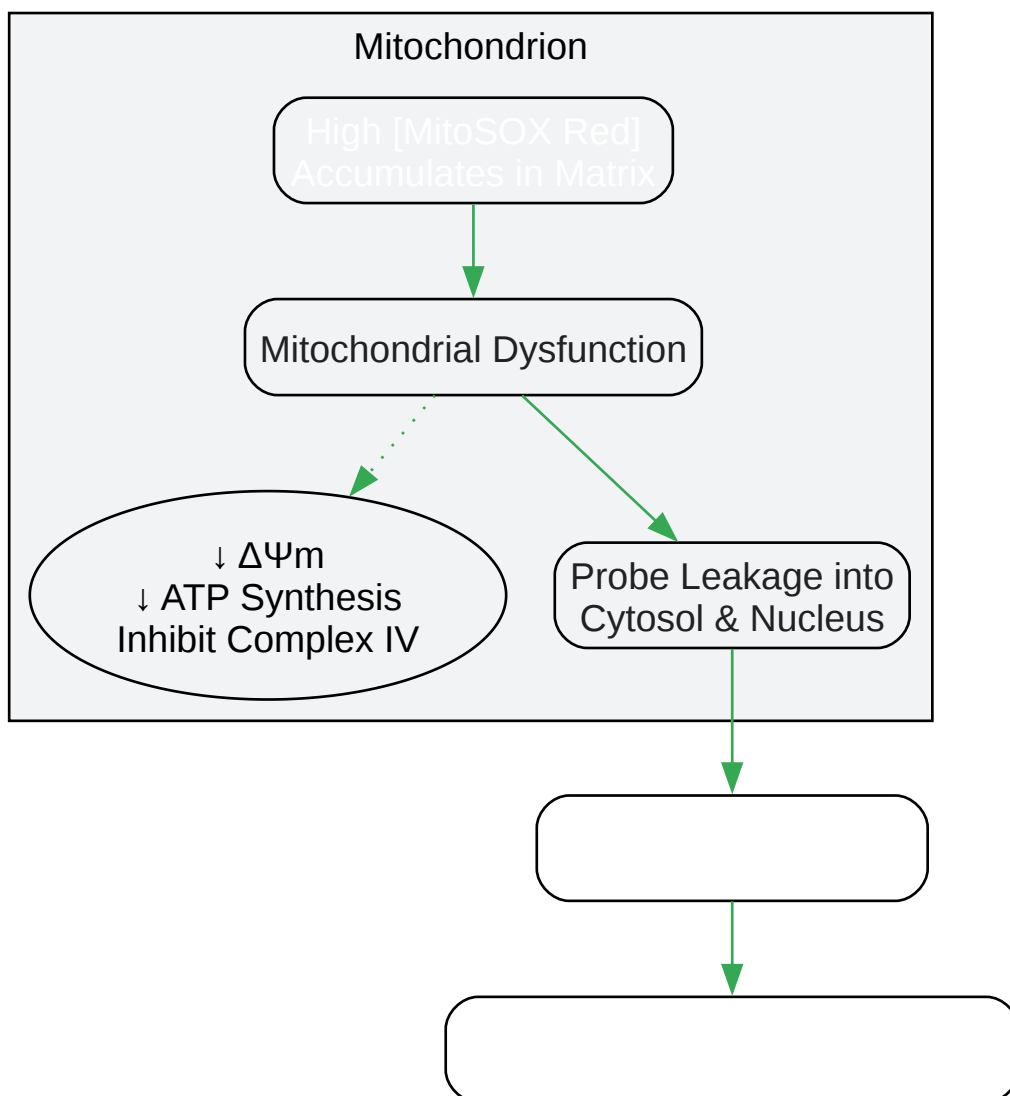 Mitochondrion
High [MitoSOX Red]
Accumulates in Matrix
Mitochondrial Dysfunction
↓ ΔΨm
↓ ATP Synthesis
Inhibit Complex IV
Probe Leakage into
Cytosol & Nucleus